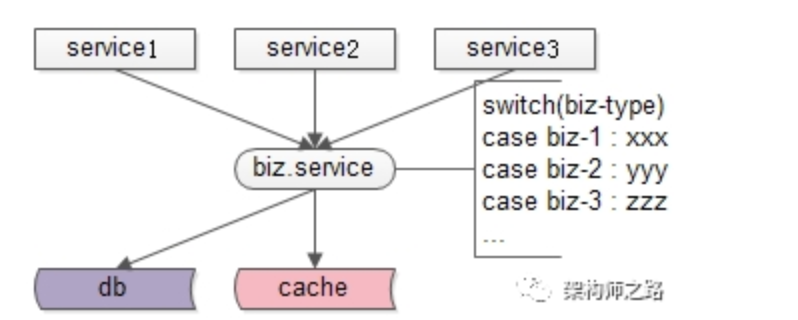 service1
service2
service3
switch(biz-type)
case biz-1 : xxx
biz.service
case biz-2 : yyy
case biz-3 : zzz
...
db
cache
架构师之路